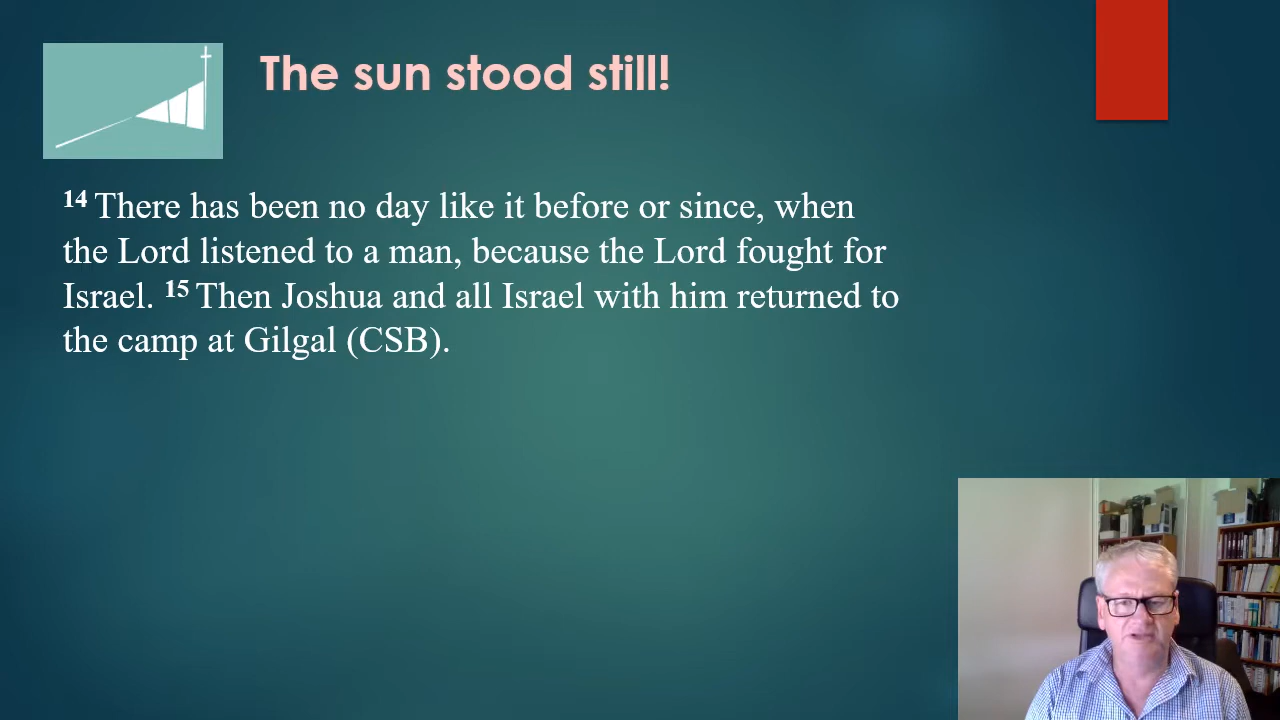 The sun stood still!
14 There has been no day like it before or since, when
the Lord listened to a man, because the Lord fought for
Israel. 15 Then Joshua and all Israel with him returned to
the camp at Gilgal (CSB).